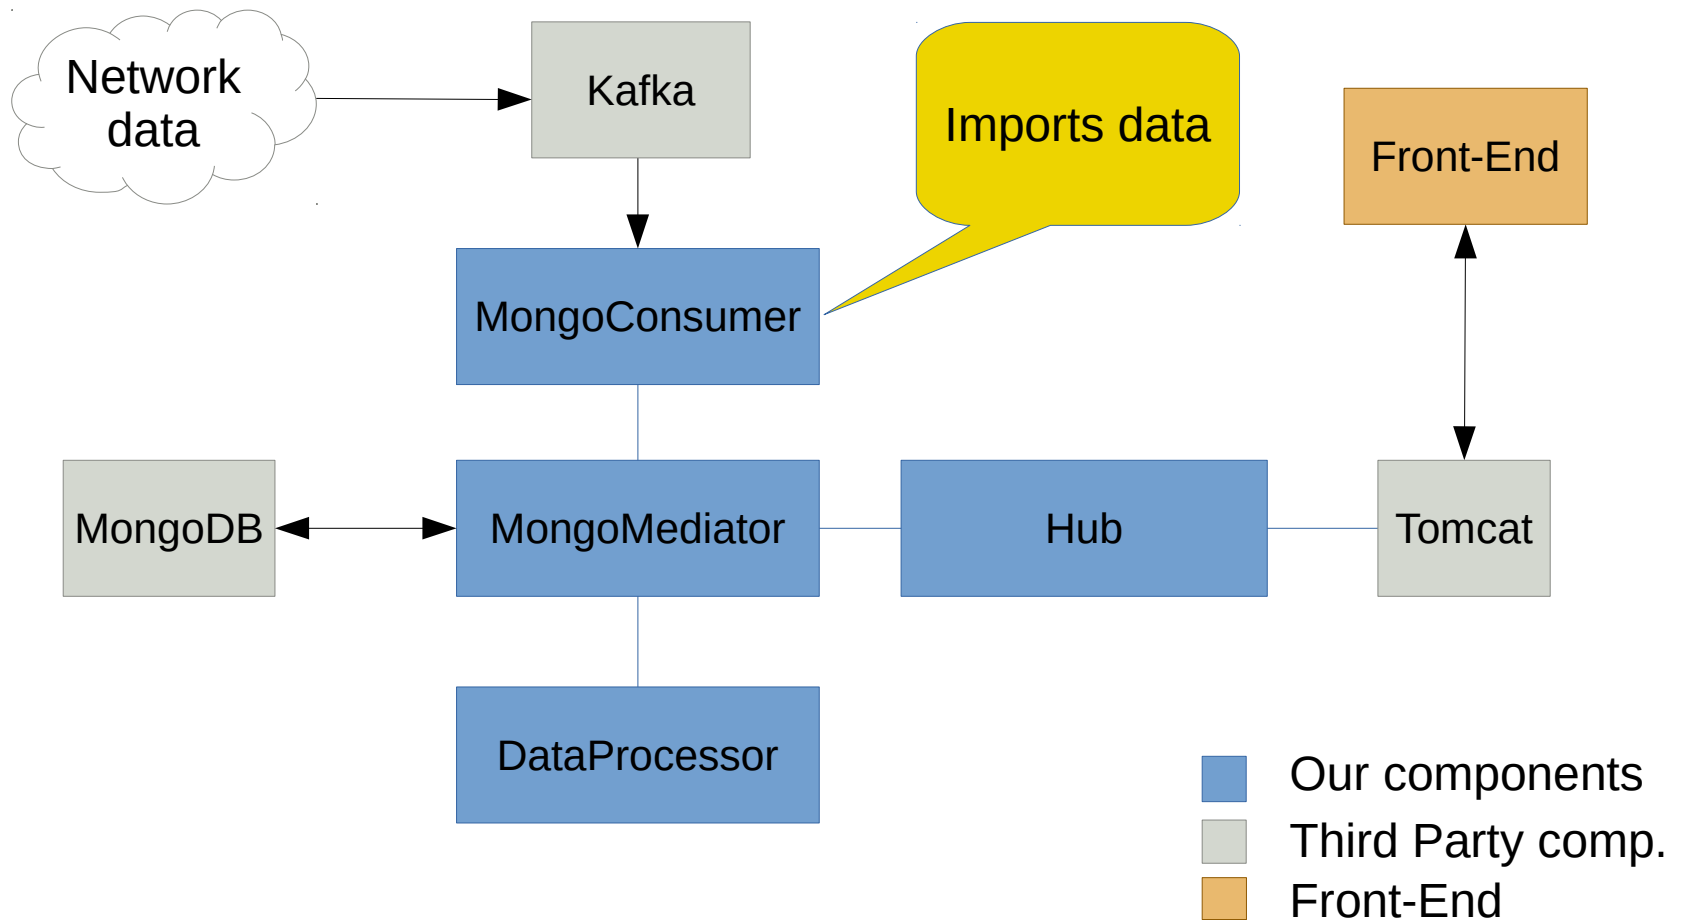 Network
data
Kafka
Imports data
Front-End
MongoConsumer
MongoDB
MongoMediator
Hub
Tomcat
DataProcessor
Our components
Third Party comp.
Front-End